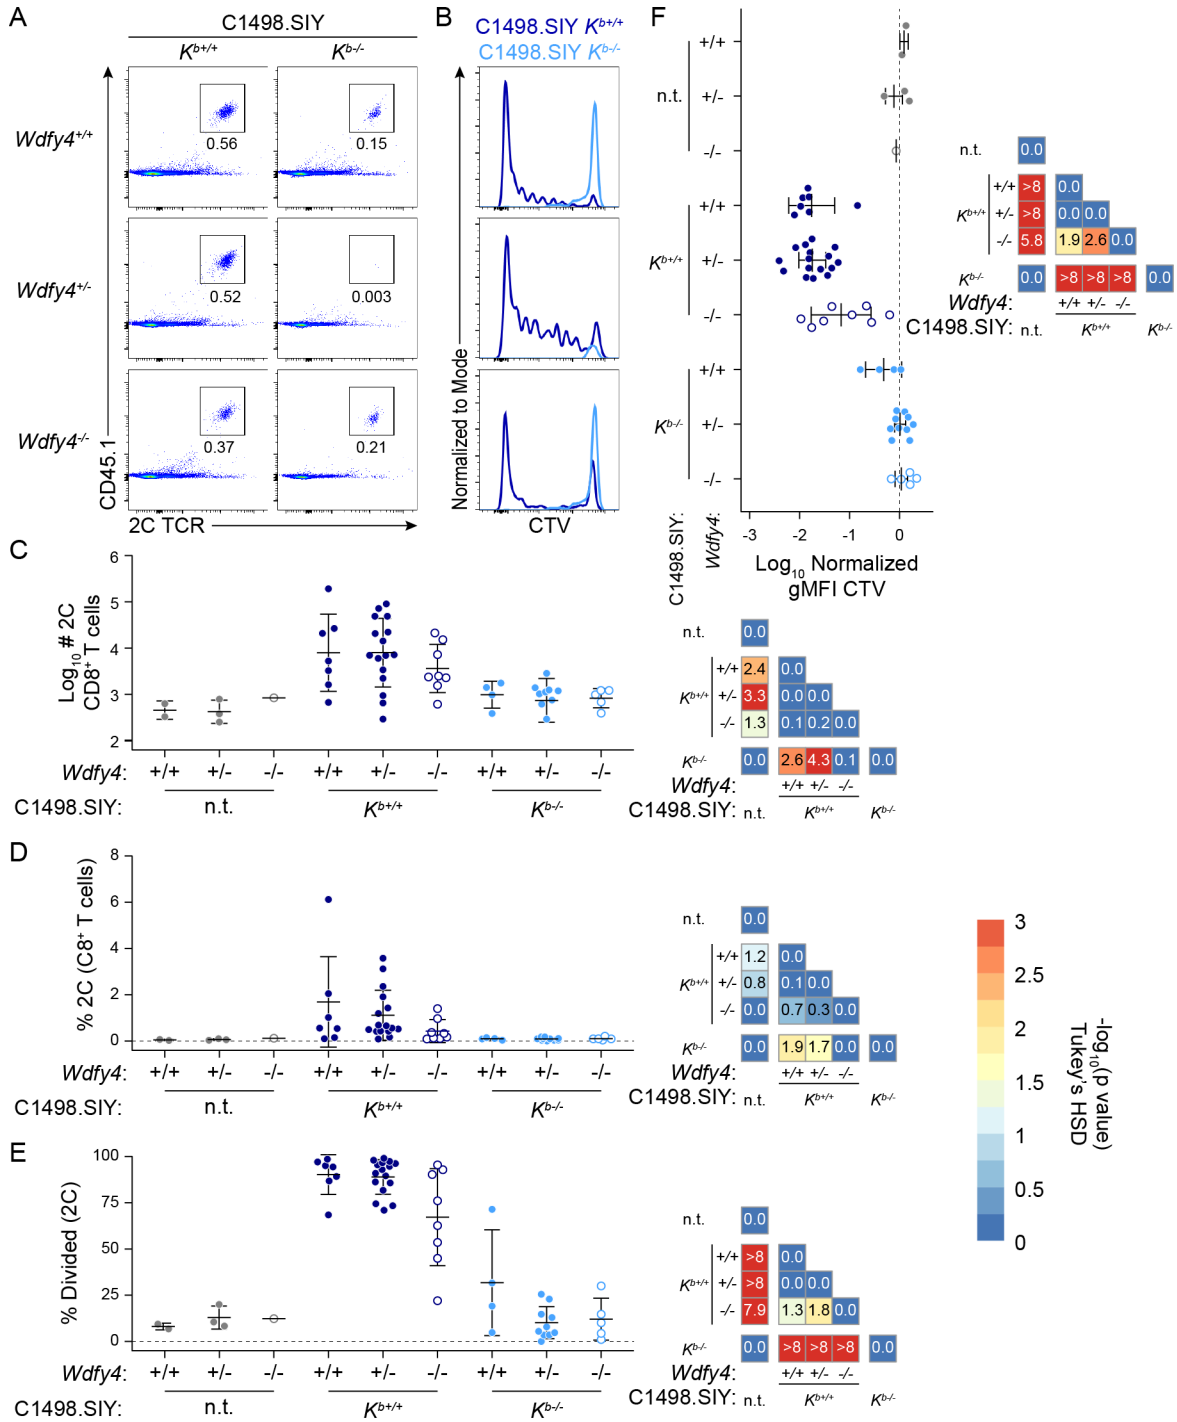 A
C1498.SIY
Kb+/+ Kb-/-
Wdfy4+/+
0.56 0.15
Wdfy4+/-
0.52 0.003
Wdfy4-/-
0.37 0.21
CD45.1
2C TCR
B
C1498.SIY Kb+/+
C1498.SIY Kb-/-
Normalized to Mode
CTV
F
n.t. +/+ +/- -/-
Kb+/+ +/+ +/- -/-
Kb-/- +/+ +/- -/-
C1498.SIY:
Wdfy4:
-3 -2 -1 0
Log10 Normalized
gMFI CTV
n.t. 0.0
+/+ >8 0.0
Kb+/+ +/- >8 0.0 0.0
-/- 5.8 1.9 2.6 0.0
Kb-/- 0.0 >8 >8 >8 0.0
Wdfy4: +/+ +/- -/-
C1498.SIY: n.t. Kb+/+ Kb-/-
C
Log10 # 2C
CD8+ T cells
6
5
4
3
2
Wdfy4: +/+ +/- -/- +/+ +/- -/- +/+ +/- -/-
C1498.SIY: n.t. Kb+/+ Kb-/-
n.t. 0.0
+/+ 2.4 0.0
Kb+/+ +/- 3.3 0.0 0.0
-/- 1.3 0.1 0.2 0.0
Kb-/- 0.0 2.6 4.3 0.1 0.0
Wdfy4: +/+ +/- -/-
C1498.SIY: n.t. Kb+/+ Kb-/-
D
% 2C (C8+ T cells)
8
6
4
2
0
Wdfy4: +/+ +/- -/- +/+ +/- -/- +/+ +/- -/-
C1498.SIY: n.t. Kb+/+ Kb-/-
n.t. 0.0
+/+ 1.2 0.0
Kb+/+ +/- 0.8 0.1 0.0
-/- 0.0 0.7 0.3 0.0
Kb-/- 0.0 1.9 1.7 0.0 0.0
Wdfy4: +/+ +/- -/-
C1498.SIY: n.t. Kb+/+ Kb-/-
3
2.5
2
1.5
1
0.5
0
-log10(p value)
Tukey's HSD
E
% Divided (2C)
100
75
50
25
0
Wdfy4: +/+ +/- -/- +/+ +/- -/- +/+ +/- -/-
C1498.SIY: n.t. Kb+/+ Kb-/-
n.t. 0.0
+/+ >8 0.0
Kb+/+ +/- >8 0.0 0.0
-/- 7.9 1.3 1.8 0.0
Kb-/- 0.0 >8 >8 >8 0.0
Wdfy4: +/+ +/- -/-
C1498.SIY: n.t. Kb+/+ Kb-/-